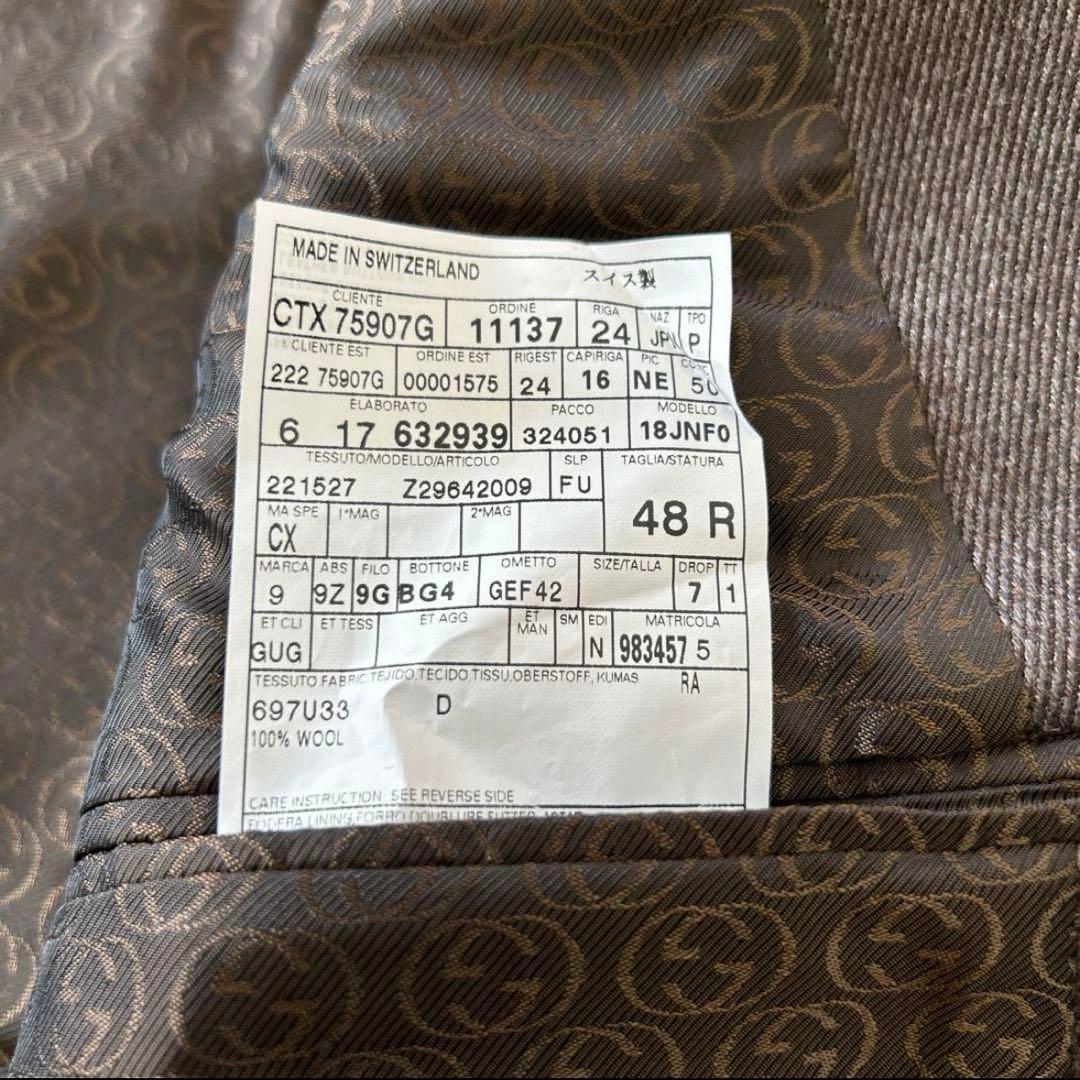 MADE IN SWITZERLAND スイス製
CLIENTE ORDINE RIGA NAZ TPO
CTX 75907G 11137 24 JPN P
CLIENTE EST ORDINE EST RIGEST CAPIRIGA PIC
222 75907G 00001575 24 16 NE 50
ELABORATO PACCO MODELLO
6 17 632939 324051 18JNF0
TESSUTO/MODELLO/ARTICOLO SLP TAGLIA/STATURA
221527 Z29642009 FU 48 R
MA SPE 1°MAG 2°MAG
CX
MARCA ABS FILO BOTTONE OMETTO SIZE/TALLA DROP TT
9 9Z 9G BG4 GEF42 7 1
ET CLI ET TESS ET AGG ET MAN SM EDI MATRICOLA
GUG N 983457 5
TESSUTO FABRIC,TEJIDO,TECIDO TISSU,OBERSTOFF, KUMAS RA
697U33 D
100% WOOL
CARE INSTRUCTION: SEE REVERSE SIDE
FODERA LINING FORRO DOUBLURE FUTTER